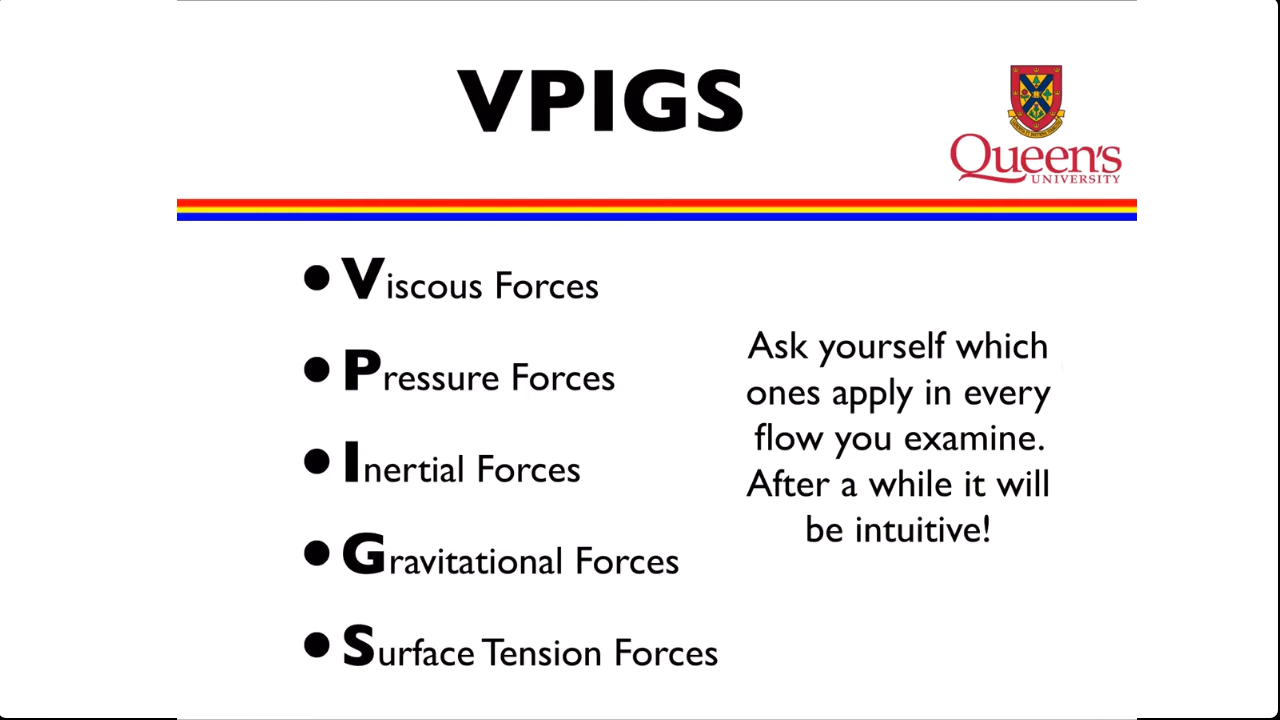 VPIGS
Queen's
UNIVERSITY
• Viscous Forces
• Pressure Forces
• Inertial Forces
• Gravitational Forces
• Surface Tension Forces
Ask yourself which
ones apply in every
flow you examine.
After a while it will
be intuitive!